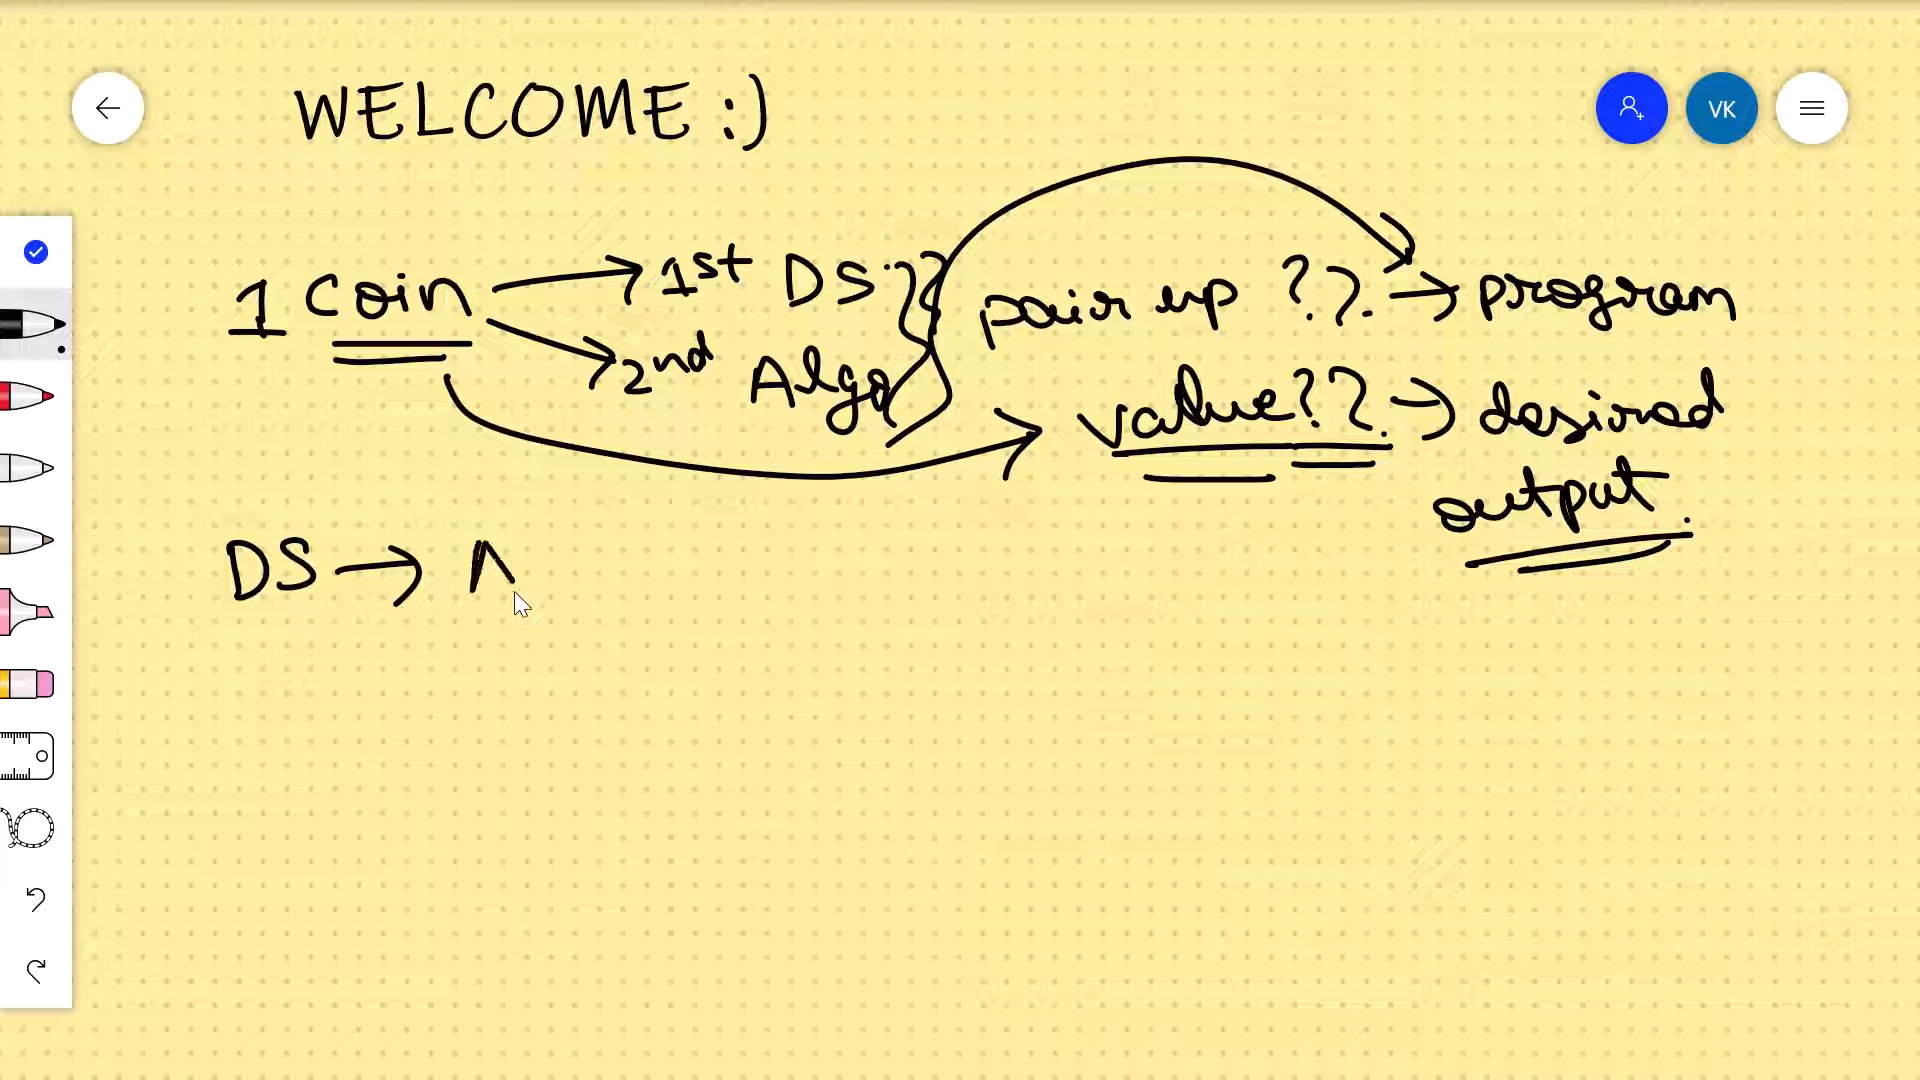 WELCOME :)
VK
1 Coin → 1st DS. pair up ??. → program
→ 2nd Algo → value??. → desired
output.
DS →